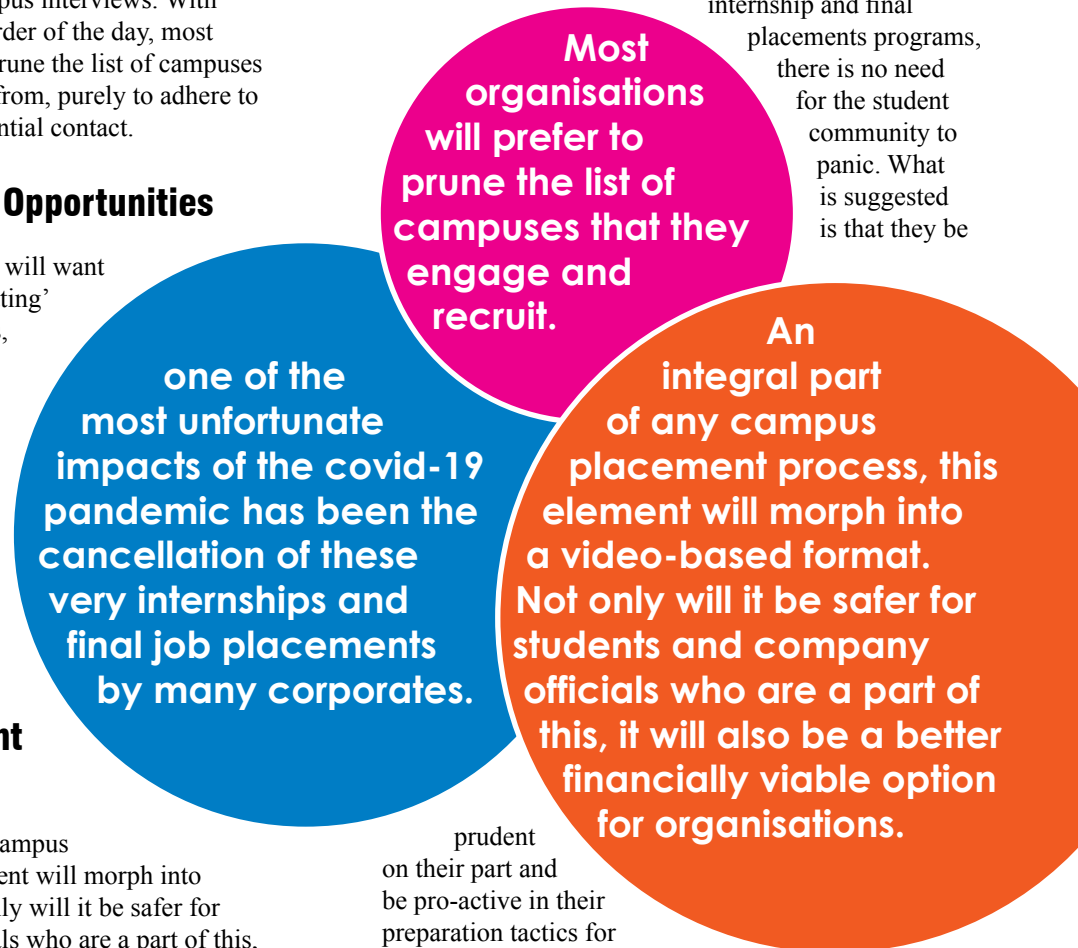 pus interviews. With
rder of the day, most
rune the list of campuses
from, purely to adhere to
ntial contact.
Opportunities
will want
ting’
nt
ampus
ent will morph into
ly will it be safer for
als who are a part of this,
Most
organisations
will prefer to
prune the list of
campuses that they
engage and
recruit.
one of the
most unfortunate
impacts of the covid-19
pandemic has been the
cancellation of these
very internships and
final job placements
by many corporates.
An
integral part
of any campus
placement process, this
element will morph into
a video-based format.
Not only will it be safer for
students and company
officials who are a part of
this, it will also be a better
financially viable option
for organisations.
internship and final
placements programs,
there is no need
for the student
community to
panic. What
is suggested
is that they be
prudent
on their part and
be pro-active in their
preparation tactics for